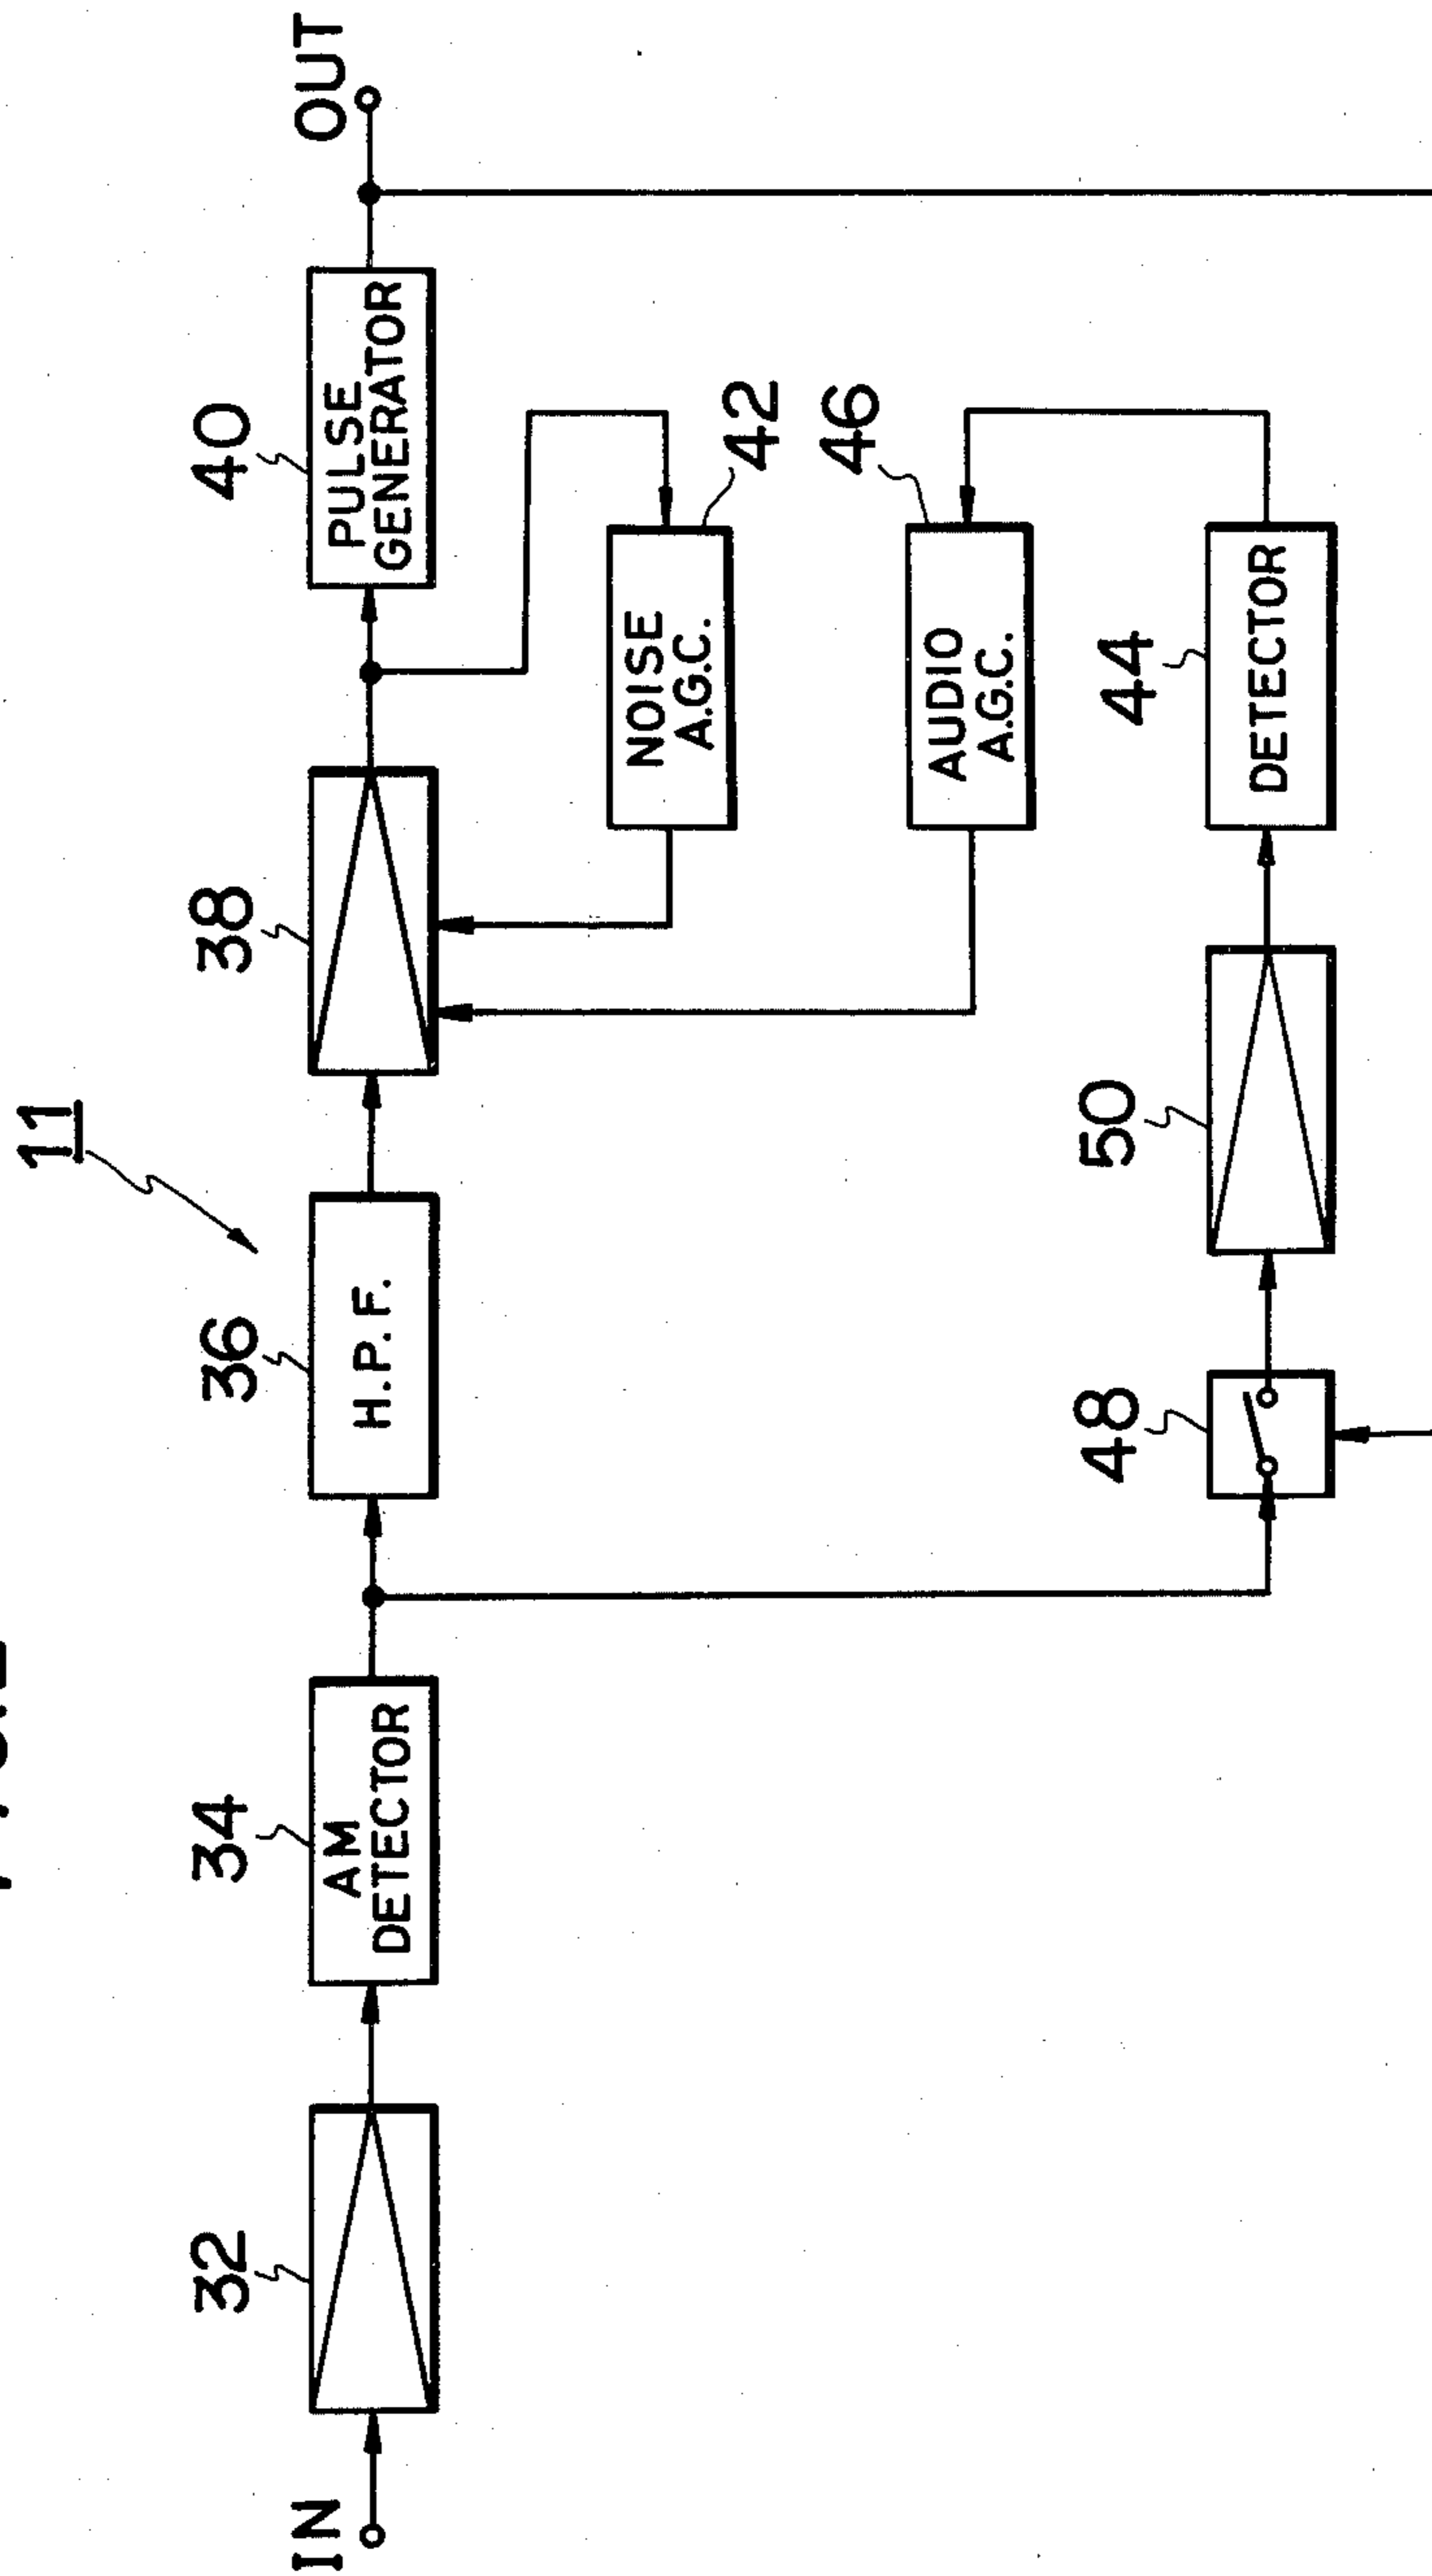 11
IN
32
34
AM
DETECTOR
36
H.P.F.
38
40
PULSE
GENERATOR
OUT
NOISE
A.G.C.
42
AUDIO
A.G.C.
46
48
50
44
DETECTOR